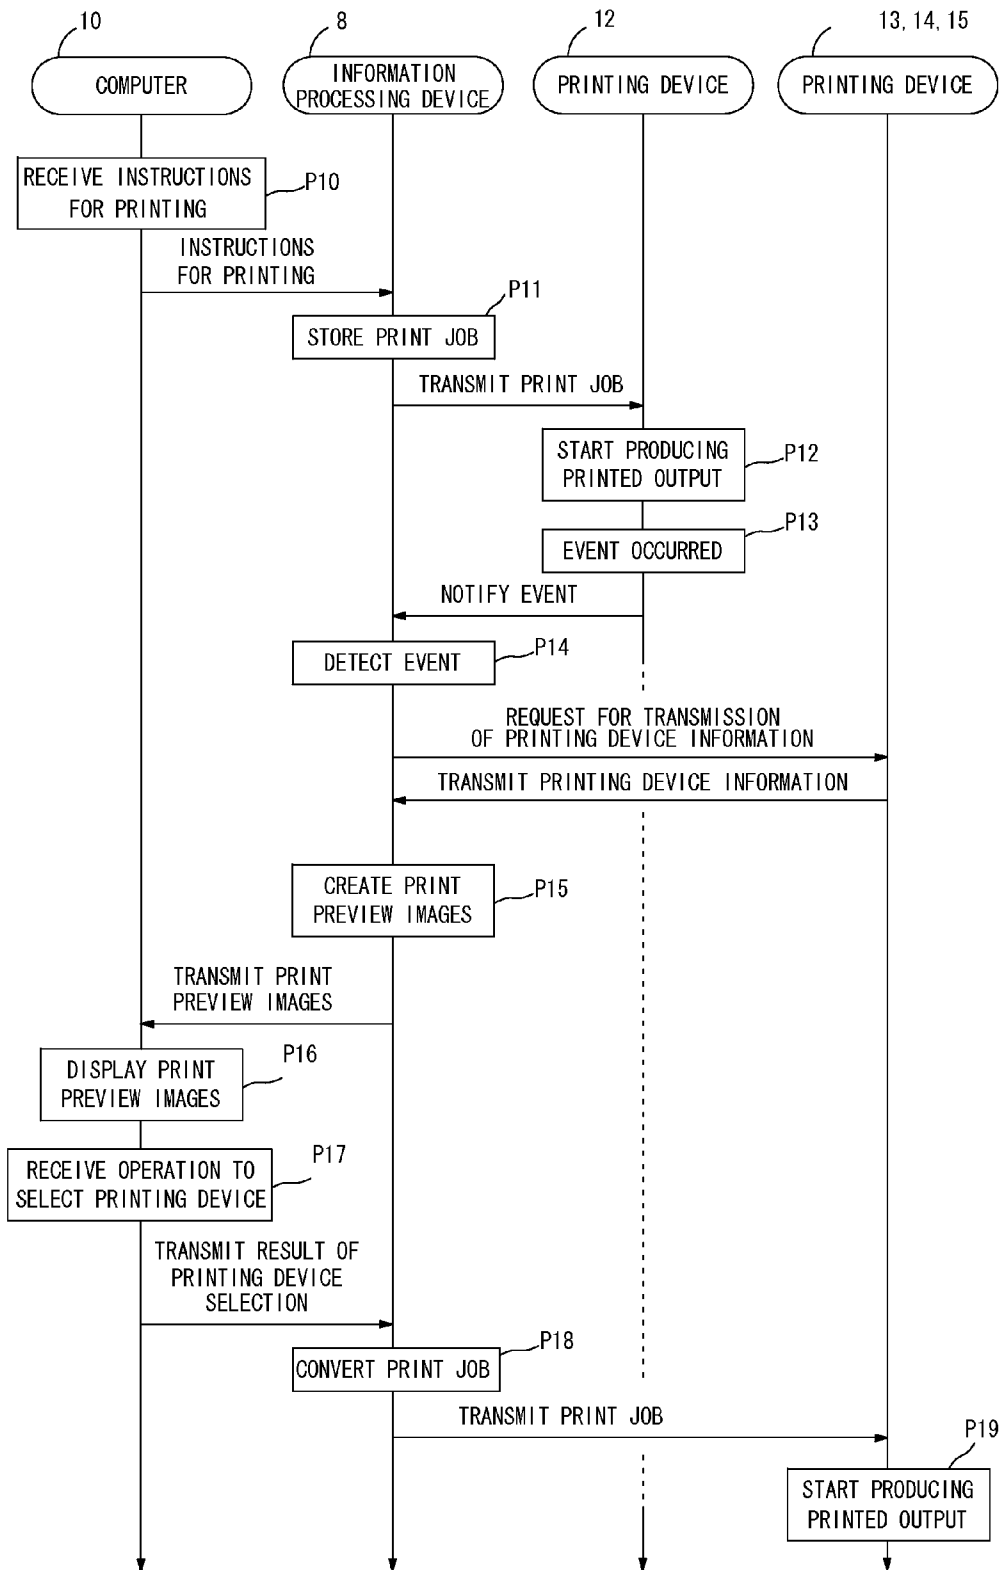 10
8
12
13, 14, 15
COMPUTER
INFORMATION
PROCESSING DEVICE
PRINTING DEVICE
PRINTING DEVICE
RECEIVE INSTRUCTIONS
FOR PRINTING
P10
INSTRUCTIONS
FOR PRINTING
P11
STORE PRINT JOB
TRANSMIT PRINT JOB
START PRODUCING
PRINTED OUTPUT
P12
P13
EVENT OCCURRED
NOTIFY EVENT
DETECT EVENT
P14
REQUEST FOR TRANSMISSION
OF PRINTING DEVICE INFORMATION
TRANSMIT PRINTING DEVICE INFORMATION
CREATE PRINT
PREVIEW IMAGES
P15
TRANSMIT PRINT
PREVIEW IMAGES
DISPLAY PRINT
PREVIEW IMAGES
P16
RECEIVE OPERATION TO
SELECT PRINTING DEVICE
P17
TRANSMIT RESULT OF
PRINTING DEVICE
SELECTION
P18
CONVERT PRINT JOB
TRANSMIT PRINT JOB
P19
START PRODUCING
PRINTED OUTPUT